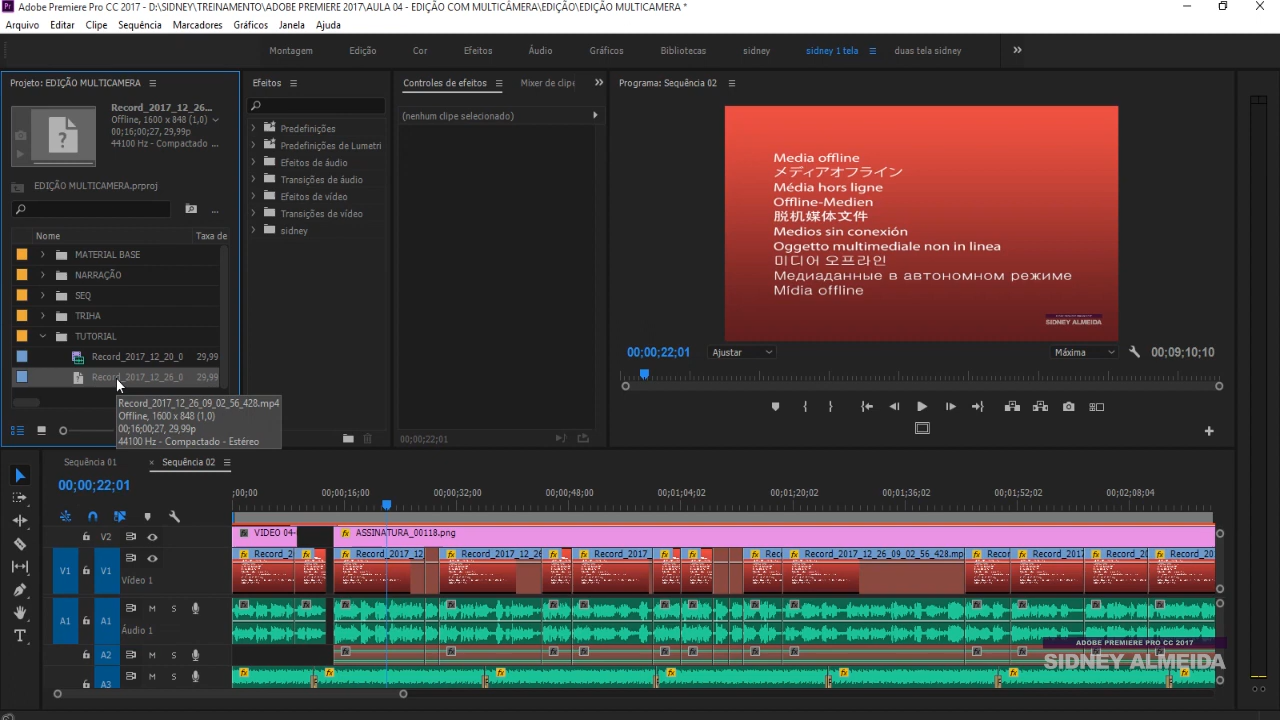 Adobe Premiere Pro CC 2017 - D:\SIDNEY\TREINAMENTO\ADOBE PREMIERE 2017\AULA 04 - EDIÇÃO COM MULTICÂMERA\EDIÇÃO\EDIÇÃO MULTICAMERA *
Arquivo Editar Clipe Sequência Marcadores Gráficos Janela Ajuda
Montagem Edição Cor Efeitos Áudio Gráficos Bibliotecas sidney sidney 1 tela duas tela sidney
Projeto: EDIÇÃO MULTICAMERA
Record_2017_12_26...
Offline, 1600 x 848 (1,0)
00;16;00;27, 29,99p
44100 Hz - Compactado ...
EDIÇÃO MULTICAMERA.prproj
...
Nome Taxa de
MATERIAL BASE
NARRAÇÃO
SEQ
TRIHA
TUTORIAL
Record_2017_12_20_0 29,99
Record_2017_12_26_0 29,99
Record_2017_12_26_09_02_56_428.mp4
Offline, 1600 x 848 (1,0)
00;16;00;27, 29,99p
44100 Hz - Compactado - Estéreo
Efeitos
Predefinições
Predefinições de Lumetri
Efeitos de áudio
Transições de áudio
Efeitos de vídeo
Transições de vídeo
sidney
Controles de efeitos Mixer de clipe
(nenhum clipe selecionado)
00;00;22;01
Programa: Sequência 02
Media offline
メディアオフライン
Média hors ligne
Offline-Medien
脱机媒体文件
Medios sin conexión
Oggetto multimediale non in linea
미디어 오프라인
Медиаданные в автономном режиме
Mídia offline
SIDNEY ALMEIDA
00;00;22;01 Ajustar Máxima 00;09;10;10
Sequência 01 Sequência 02
00;00;22;01
;00;00 00;00;16;00 00;00;32;00 00;00;48;00 00;01;04;02 00;01;20;02 00;01;36;02 00;01;52;02 00;02;08;04
V2 VIDEO 04- ASSINATURA_00118.png
Record_2 Record_2017_12 Record_2017_12_26 Record_2017 Reco Record_2017_12_26_09_02_56_428.mp Record Record_2017 Record_20 Record_201
V1 V1 Vídeo 1
A1 A1 M S
Áudio 1
A2 M S
A3 M S
ADOBE PREMIERE PRO CC 2017
SIDNEY ALMEIDA